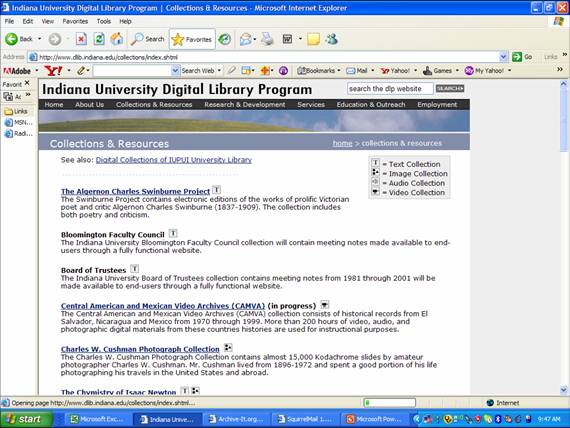 Indiana University Digital Library Program | Collections & Resources - Microsoft Internet Explorer
File Edit View Favorites Tools Help
Back Search Favorites
Address http://www.dlib.indiana.edu/collections/index.shtml Go Links
Adobe Y! Search Web Bookmarks Mail My Yahoo! Games My Yahoo!
Favorites
Ac
Links
MSN...
Radi...
Indiana University Digital Library Program search the dlp website SEARCH
Home About Us Collections & Resources Research & Development Services Education & Outreach Employment
Collections & Resources home > collections & resources
See also: Digital Collections of IUPUI University Library
T = Text Collection
= Image Collection
= Audio Collection
= Video Collection
The Algernon Charles Swinburne Project T
The Swinburne Project contains electronic editions of the works of prolific Victorian
poet and critic Algernon Charles Swinburne (1837-1909). The collection includes
both poetry and criticism.
Bloomington Faculty Council T
The Indiana University Bloomington Faculty Council collection will contain meeting notes made available to end-
users through a fully functional website.
Board of Trustees T
The Indiana University Board of Trustees collection contains meeting notes from 1981 through 2001 will be
made available to end-users through a fully functional website.
Central American and Mexican Video Archives (CAMVA) (in progress)
The Central American and Mexican Video Archives (CAMVA) collection consists of historical records from El
Salvador, Nicaragua and Mexico from 1970 through 1999. More than 200 hours of video, audio, and
photographic digital materials from these countries histories are used for instructional purposes.
Charles W. Cushman Photograph Collection
The Charles W. Cushman Photograph Collection contains almost 15,000 Kodachrome slides by amateur
photographer Charles W. Cushman. Mr. Cushman lived from 1896-1972 and spent a good portion of his life
photographing his travels in the United States and abroad.
The Chymistry of Isaac Newton T
Opening page http://www.dlib.indiana.edu/collections/index.shtml... Internet
start Microsoft Exc... Indiana Unive... Archive-It.org... SquirrelMail 1... Microsoft Pow... 9:47 AM